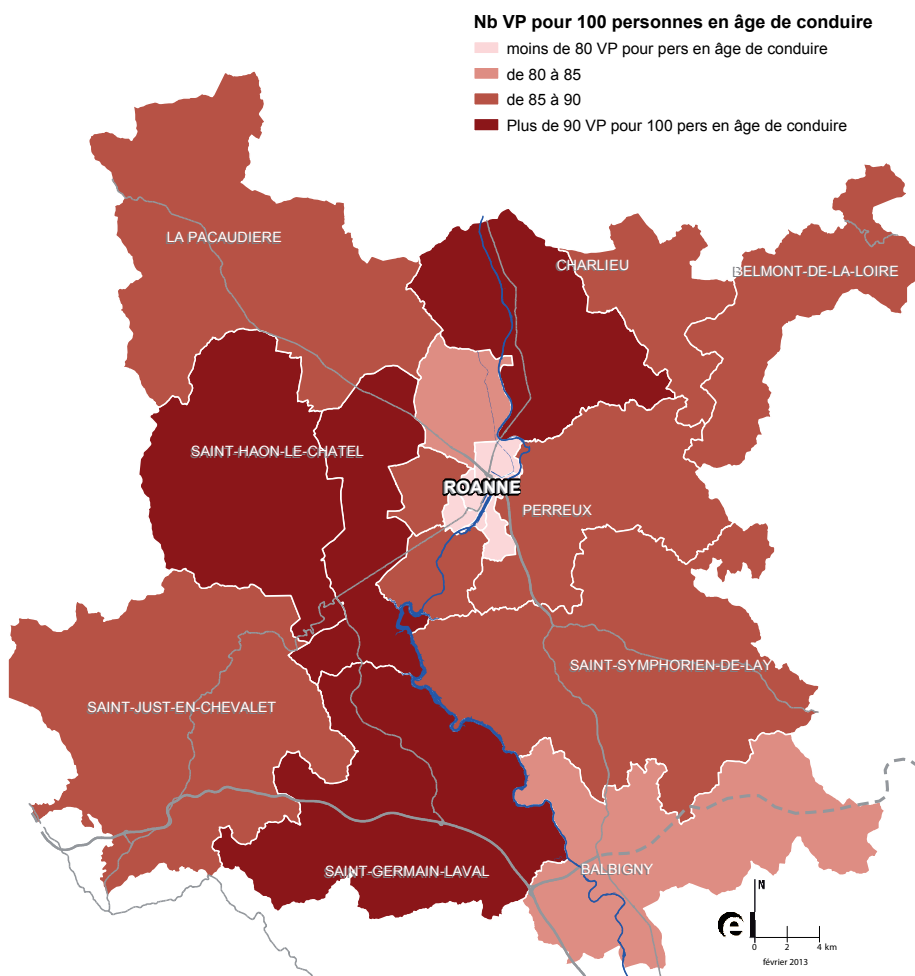 Nb VP pour 100 personnes en âge de conduire
moins de 80 VP pour pers en âge de conduire
de 80 à 85
de 85 à 90
Plus de 90 VP pour 100 pers en âge de conduire
LA PACAUDIERE
CHARLIEU
BELMONT-DE-LA-LOIRE
SAINT-HAON-LE-CHATEL
ROANNE
PERREUX
SAINT-SYMPHORIEN-DE-LAY
SAINT-JUST-EN-CHEVALET
SAINT-GERMAIN-LAVAL
BALBIGNY
N
0 2 4 km
février 2013